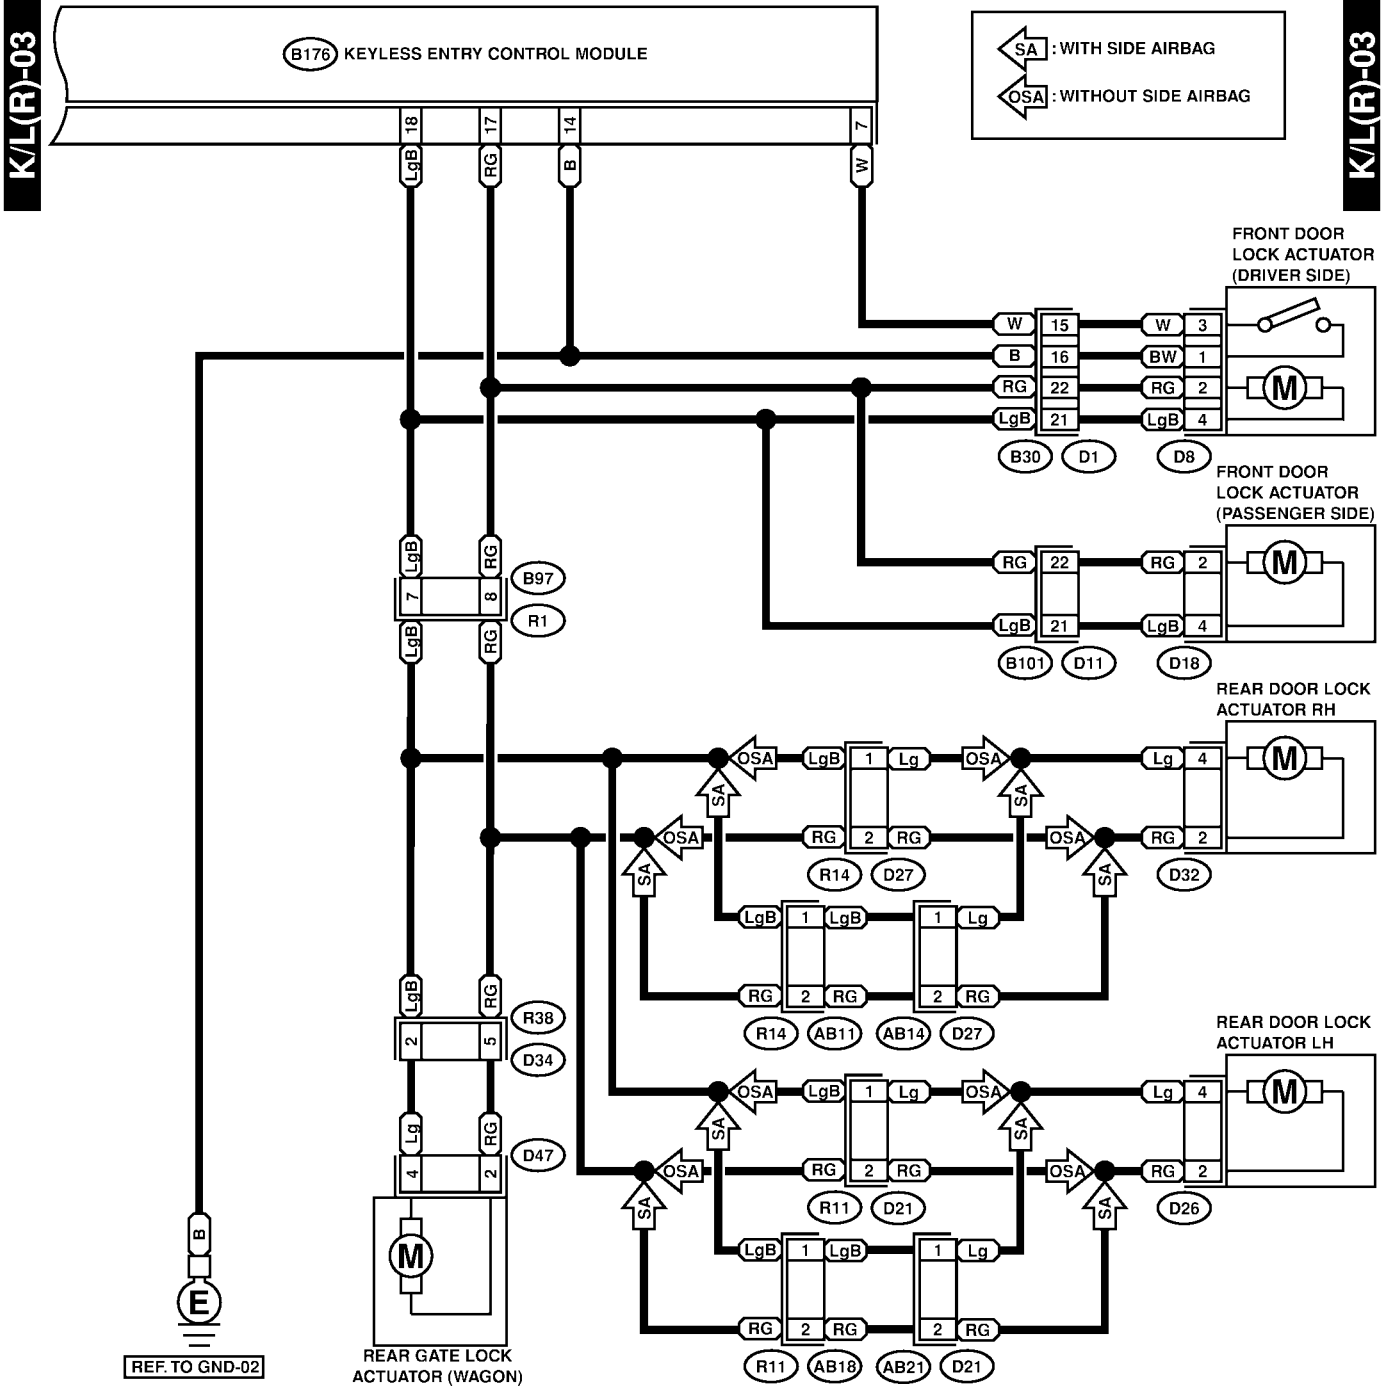 K/L(R)-03
K/L(R)-03
B176 KEYLESS ENTRY CONTROL MODULE
SA : WITH SIDE AIRBAG
OSA : WITHOUT SIDE AIRBAG
18 17 14 7
LgB RG B W
FRONT DOOR
LOCK ACTUATOR
(DRIVER SIDE)
W 15 W 3
B 16 BW 1
RG 22 RG 2 M
LgB 21 LgB 4
B30 D1 D8
FRONT DOOR
LOCK ACTUATOR
(PASSENGER SIDE)
RG 22 RG 2 M
LgB 21 LgB 4
B101 D11 D18
LgB RG
7 8
B97
R1
LgB RG
REAR DOOR LOCK
ACTUATOR RH
OSA LgB 1 Lg OSA Lg 4 M
SA SA
OSA RG 2 RG OSA RG 2
SA SA
R14 D27 D32
LgB 1 LgB 1 Lg
RG 2 RG 2 RG
R14 AB11 AB14 D27
LgB RG
2 5
R38
D34
Lg RG
4 2
D47
M
REAR GATE LOCK
ACTUATOR (WAGON)
REAR DOOR LOCK
ACTUATOR LH
OSA LgB 1 Lg OSA Lg 4 M
SA SA
OSA RG 2 RG OSA RG 2
SA SA
R11 D21 D26
LgB 1 LgB 1 Lg
RG 2 RG 2 RG
R11 AB18 AB21 D21
B
E
REF. TO GND-02